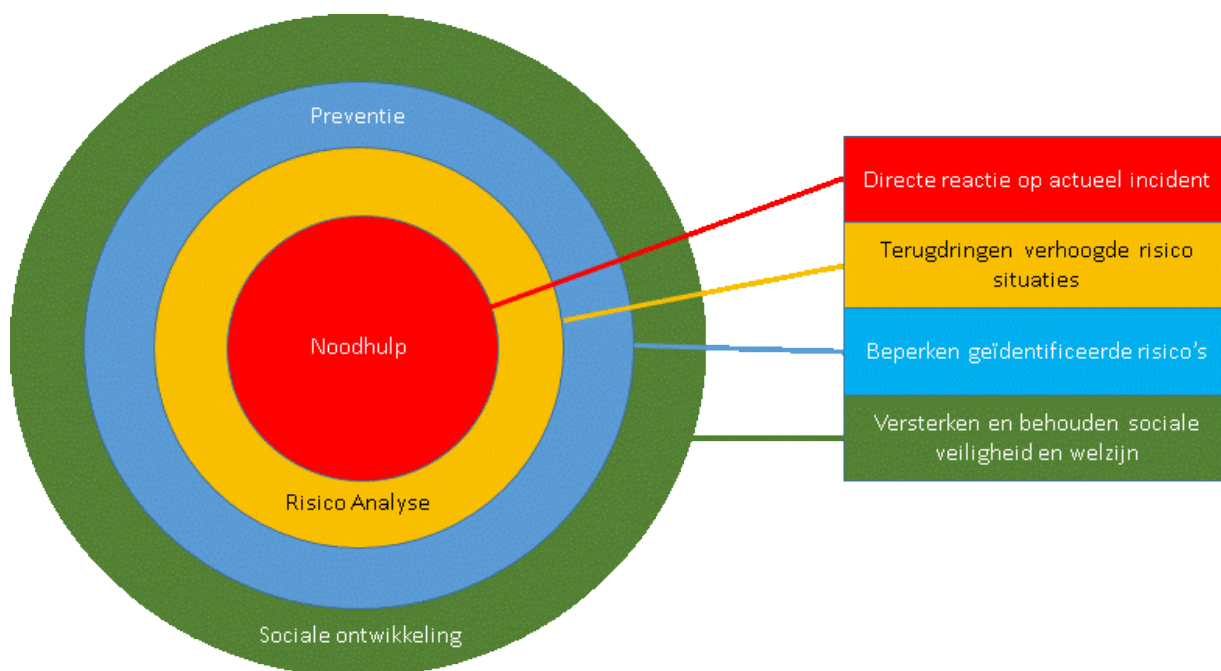 Preventie
Noodhulp
Risico Analyse
Sociale ontwikkeling
Directe reactie op actueel incident
Terugdringen verhoogde risico
situaties
Beperken geïdentificeerde risico's
Versterken en behouden sociale
veiligheid en welzijn